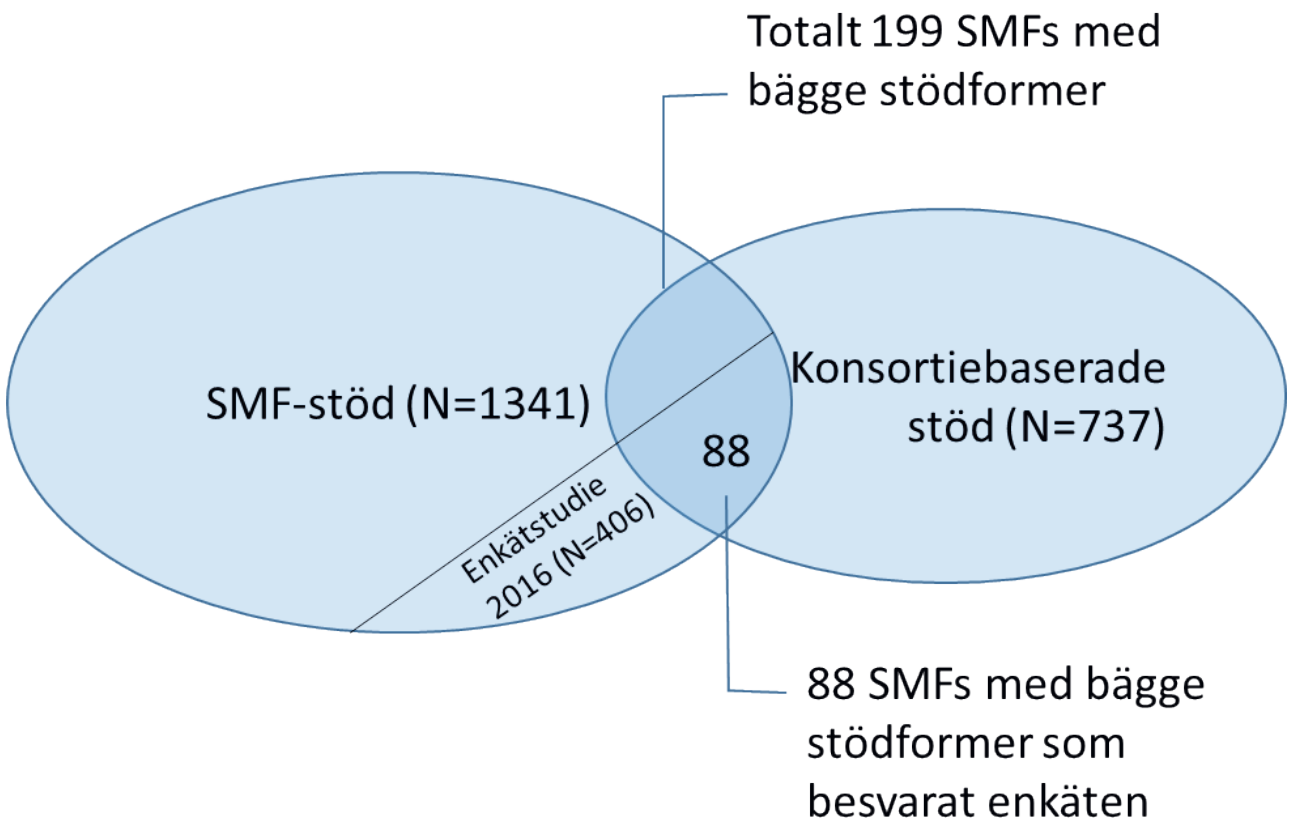 Totalt 199 SMFs med
bägge stödformer
SMF-stöd (N=1341)
Konsortiebaserade
stöd (N=737)
88
Enkätstudie
2016 (N=406)
88 SMFs med bägge
stödformer som
besvarat enkäten